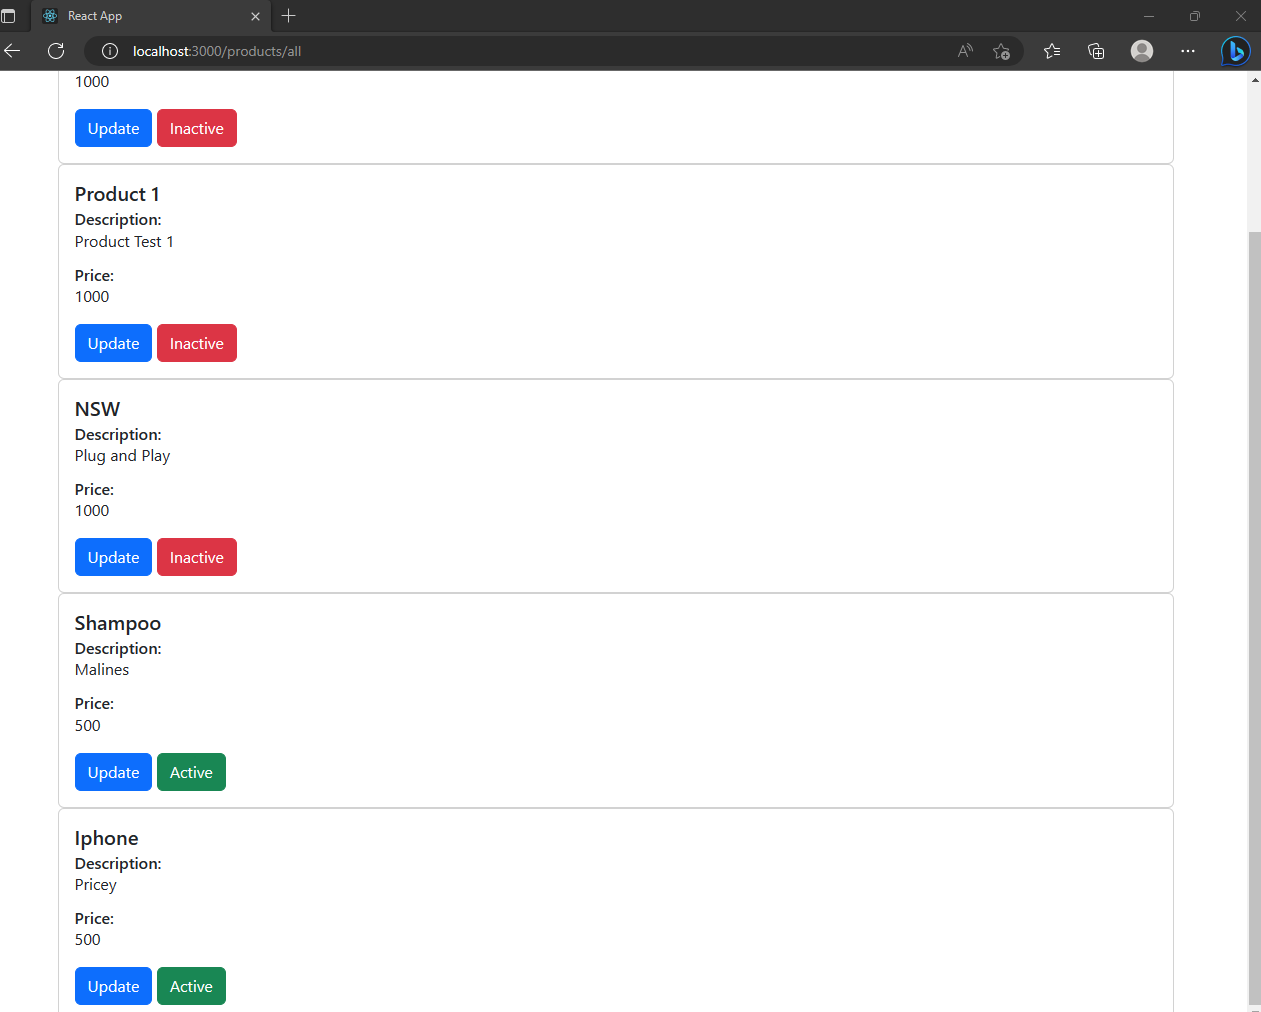 React App
localhost:3000/products/all
1000
Update Inactive
Product 1
Description:
Product Test 1
Price:
1000
Update Inactive
NSW
Description:
Plug and Play
Price:
1000
Update Inactive
Shampoo
Description:
Malines
Price:
500
Update Active
Iphone
Description:
Pricey
Price:
500
Update Active